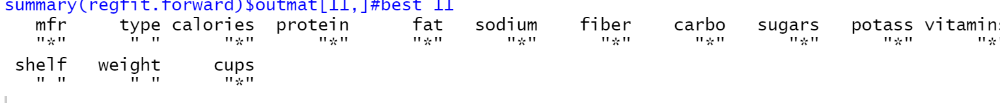 summary(regfit.forward)$outmat[11,]#best 11
mfr type calories protein fat sodium fiber carbo sugars potass vitamins
"*" " " "*" "*" "*" "*" "*" "*" "*" "*" "*"
shelf weight cups
" " " " "*"